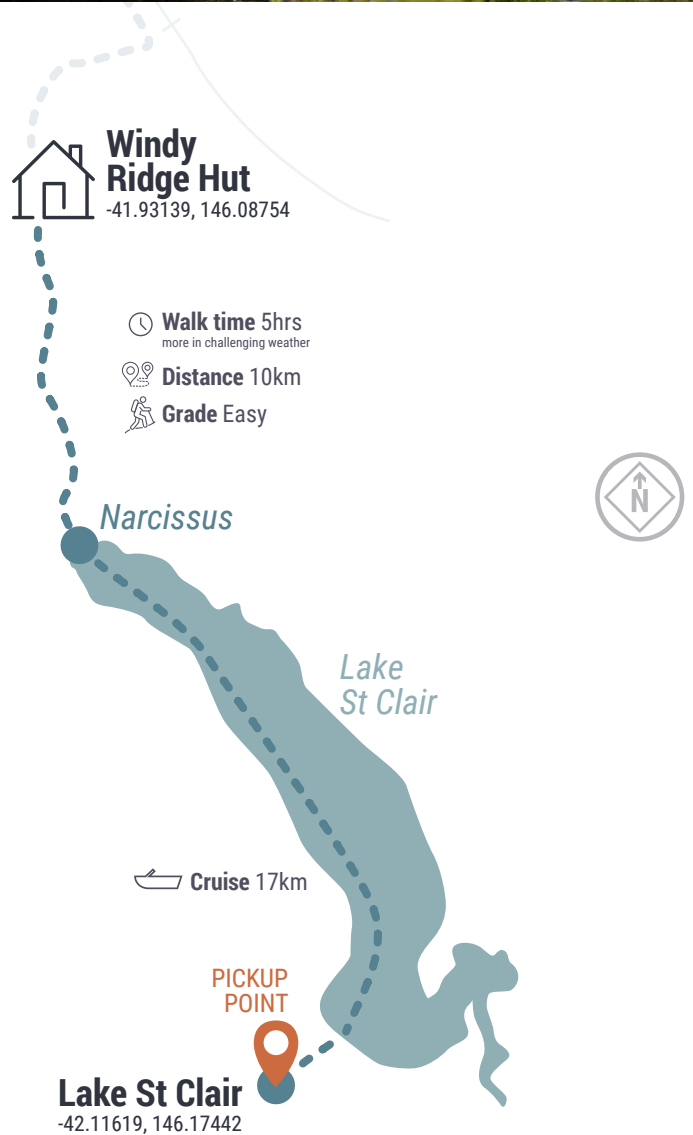 Windy
Ridge Hut
-41.93139, 146.08754
Walk time 5hrs
more in challenging weather
Distance 10km
Grade Easy
N
Narcissus
Lake
St Clair
Cruise 17km
PICKUP
POINT
Lake St Clair
-42.11619, 146.17442